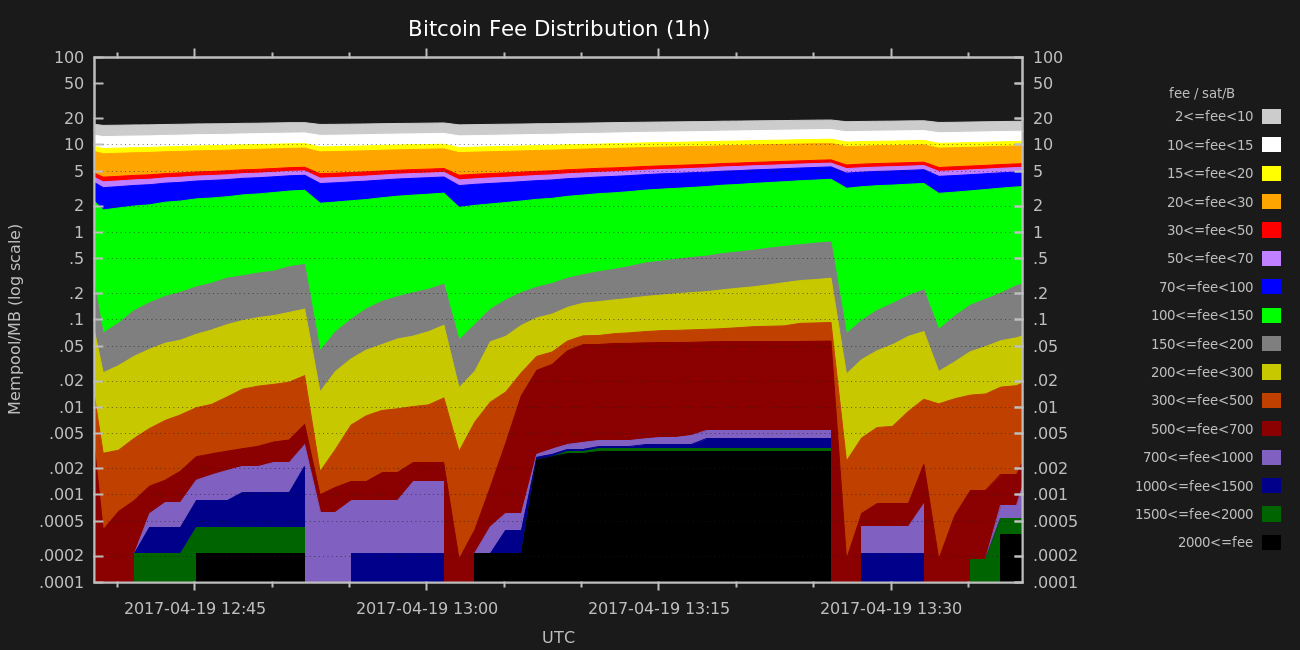 Bitcoin Fee Distribution (1h)
100
50
20
10
5
2
1
.5
.2
.1
.05
.02
.01
.005
.002
.001
.0005
.0002
.0001
Mempool/MB (log scale)
100
50
20
10
5
2
1
.5
.2
.1
.05
.02
.01
.005
.002
.001
.0005
.0002
.0001
2017-04-19 12:45
2017-04-19 13:00
2017-04-19 13:15
2017-04-19 13:30
UTC
fee / sat/B
2<=fee<10
10<=fee<15
15<=fee<20
20<=fee<30
30<=fee<50
50<=fee<70
70<=fee<100
100<=fee<150
150<=fee<200
200<=fee<300
300<=fee<500
500<=fee<700
700<=fee<1000
1000<=fee<1500
1500<=fee<2000
2000<=fee